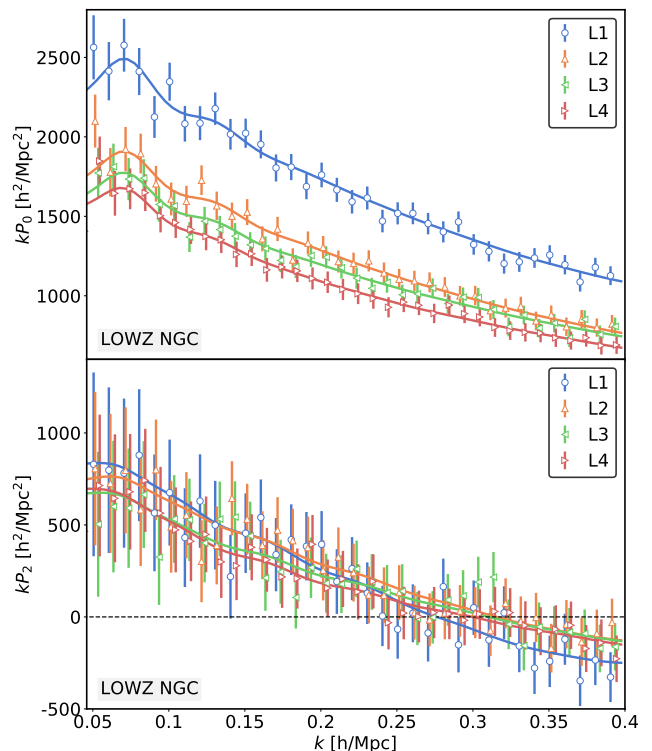 2500
2000
1500
1000
kP₀ [h²/Mpc²]
L1
L2
L3
L4
LOWZ NGC
1000
500
0
-500
kP₂ [h²/Mpc²]
L1
L2
L3
L4
LOWZ NGC
0.05 0.1 0.15 0.2 0.25 0.3 0.35 0.4
k [h/Mpc]